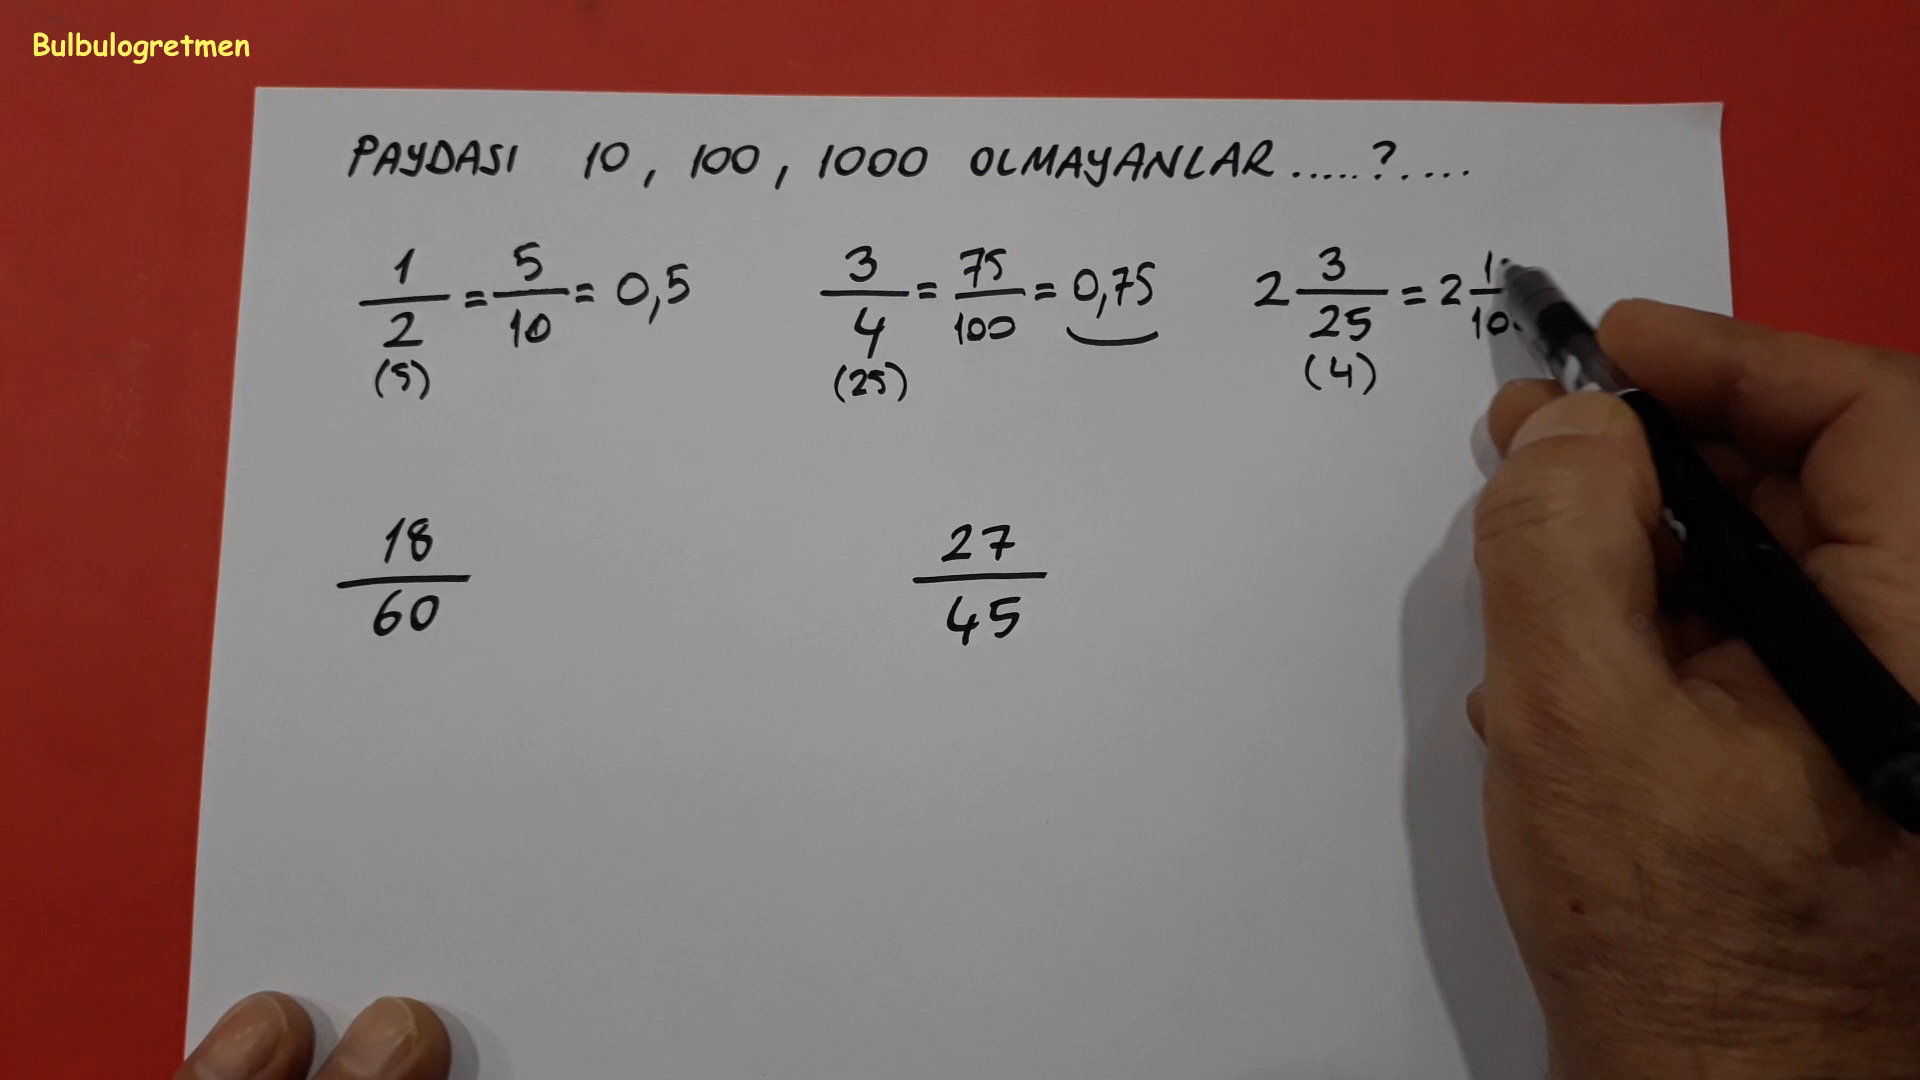 Bulbulogretmen
PAYDASI 10, 100, 1000 OLMAYANLAR.....?....
1/2 = 5/10 = 0,5
(5)
3/4 = 75/100 = 0,75
(25)
2 3/25 = 2
(4)
18/60
27/45